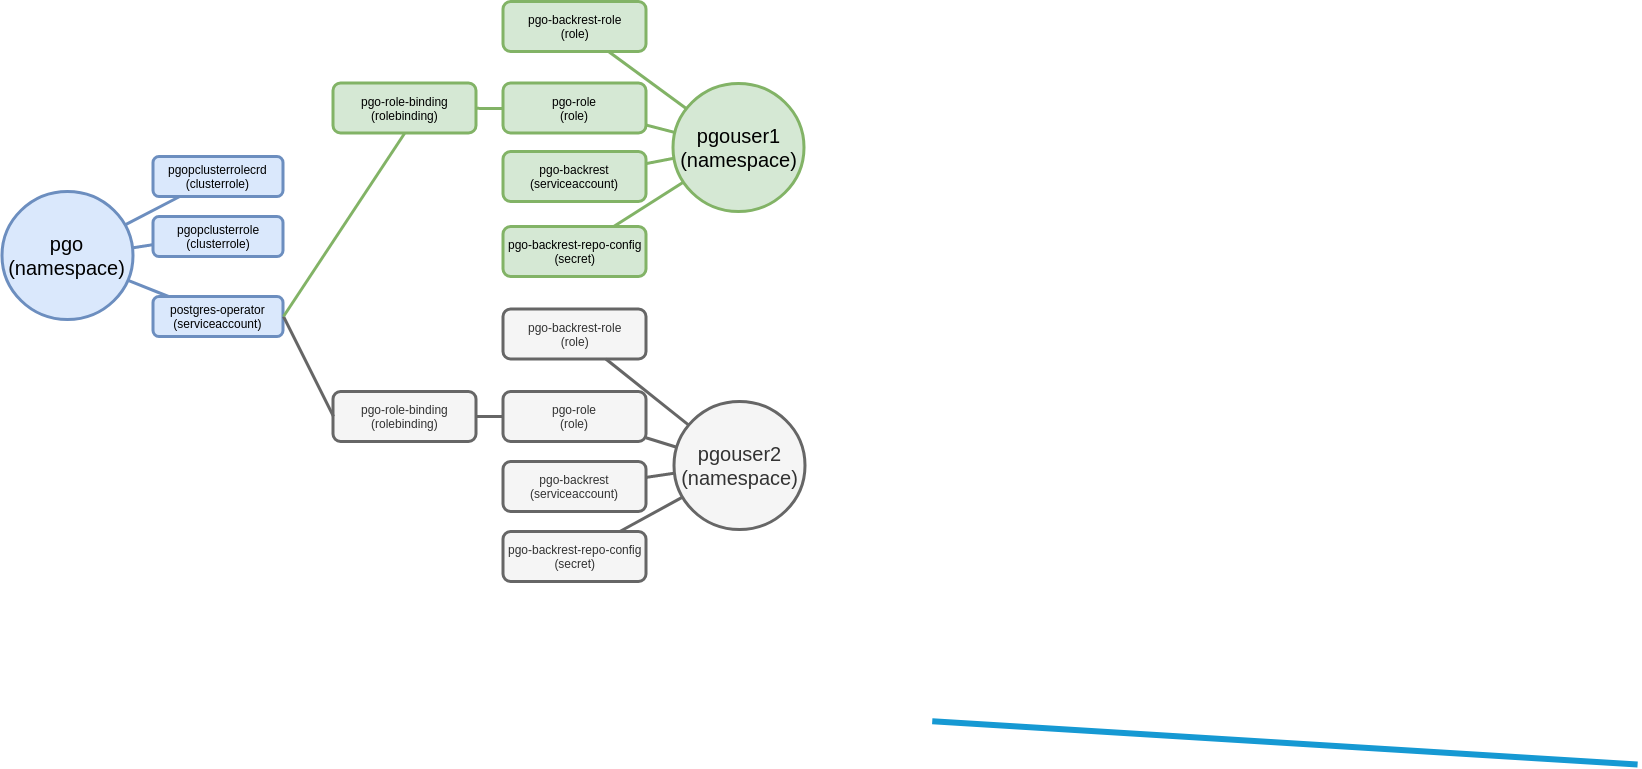 pgo
(namespace)
pgopclusterrolecrd
(clusterrole)
pgopclusterrole
(clusterrole)
postgres-operator
(serviceaccount)
pgo-role-binding
(rolebinding)
pgo-backrest-role
(role)
pgo-role
(role)
pgo-backrest
(serviceaccount)
pgo-backrest-repo-config
(secret)
pgouser1
(namespace)
pgo-role-binding
(rolebinding)
pgo-backrest-role
(role)
pgo-role
(role)
pgo-backrest
(serviceaccount)
pgo-backrest-repo-config
(secret)
pgouser2
(namespace)